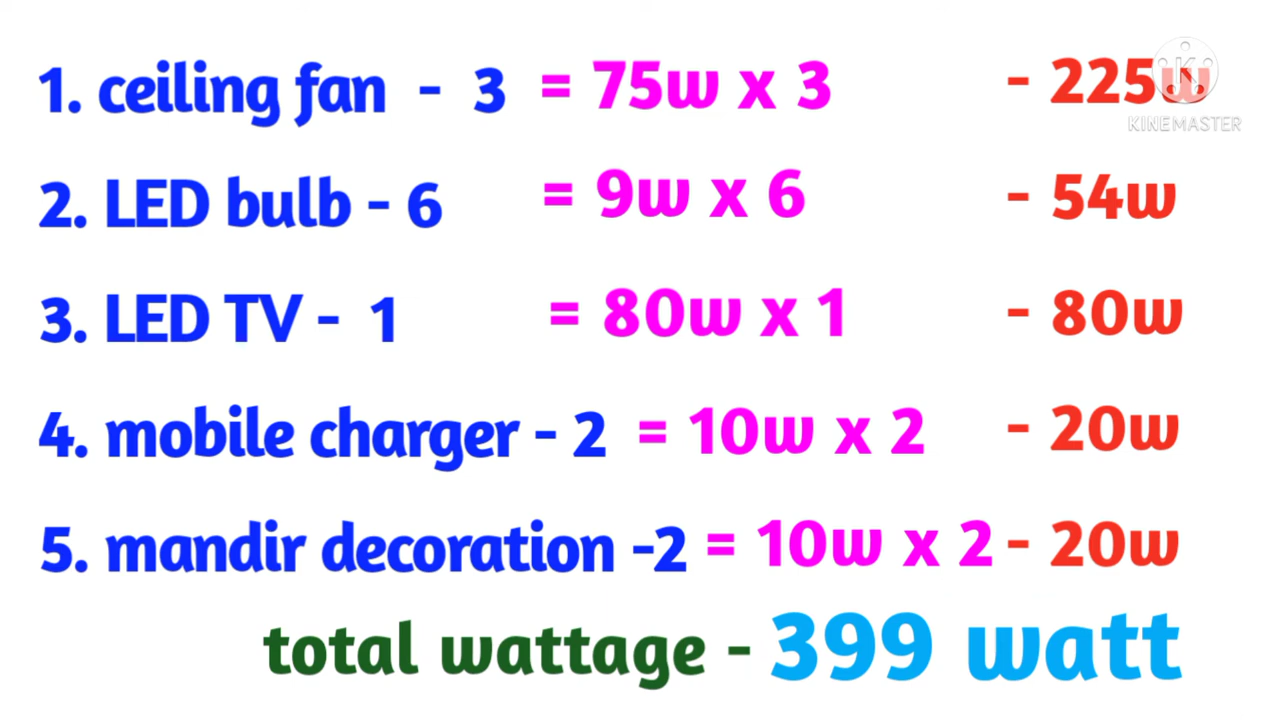 1. ceiling fan - 3 = 75w x 3 - 225w
KINEMASTER
2. LED bulb - 6 = 9w x 6 - 54w
3. LED TV - 1 = 80w x 1 - 80w
4. mobile charger - 2 = 10w x 2 - 20w
5. mandir decoration -2 = 10w x 2 - 20w
total wattage - 399 watt